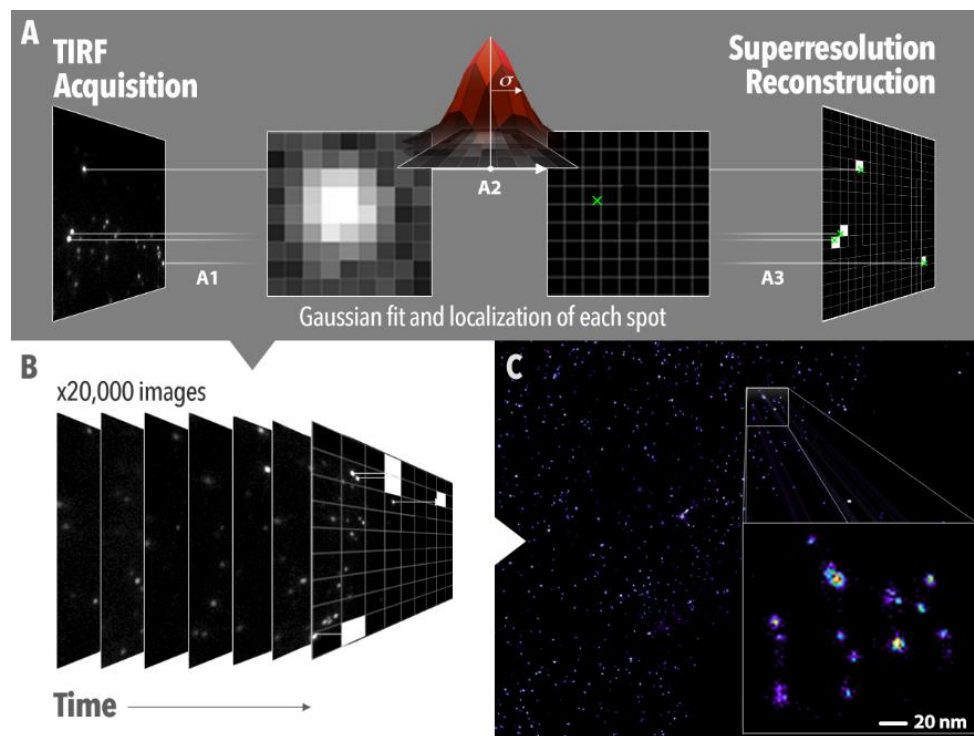 A
TIRF
Acquisition
σ
Superresolution
Reconstruction
A1
A2
A3
Gaussian fit and localization of each spot
B
x20,000 images
Time
C
20 nm